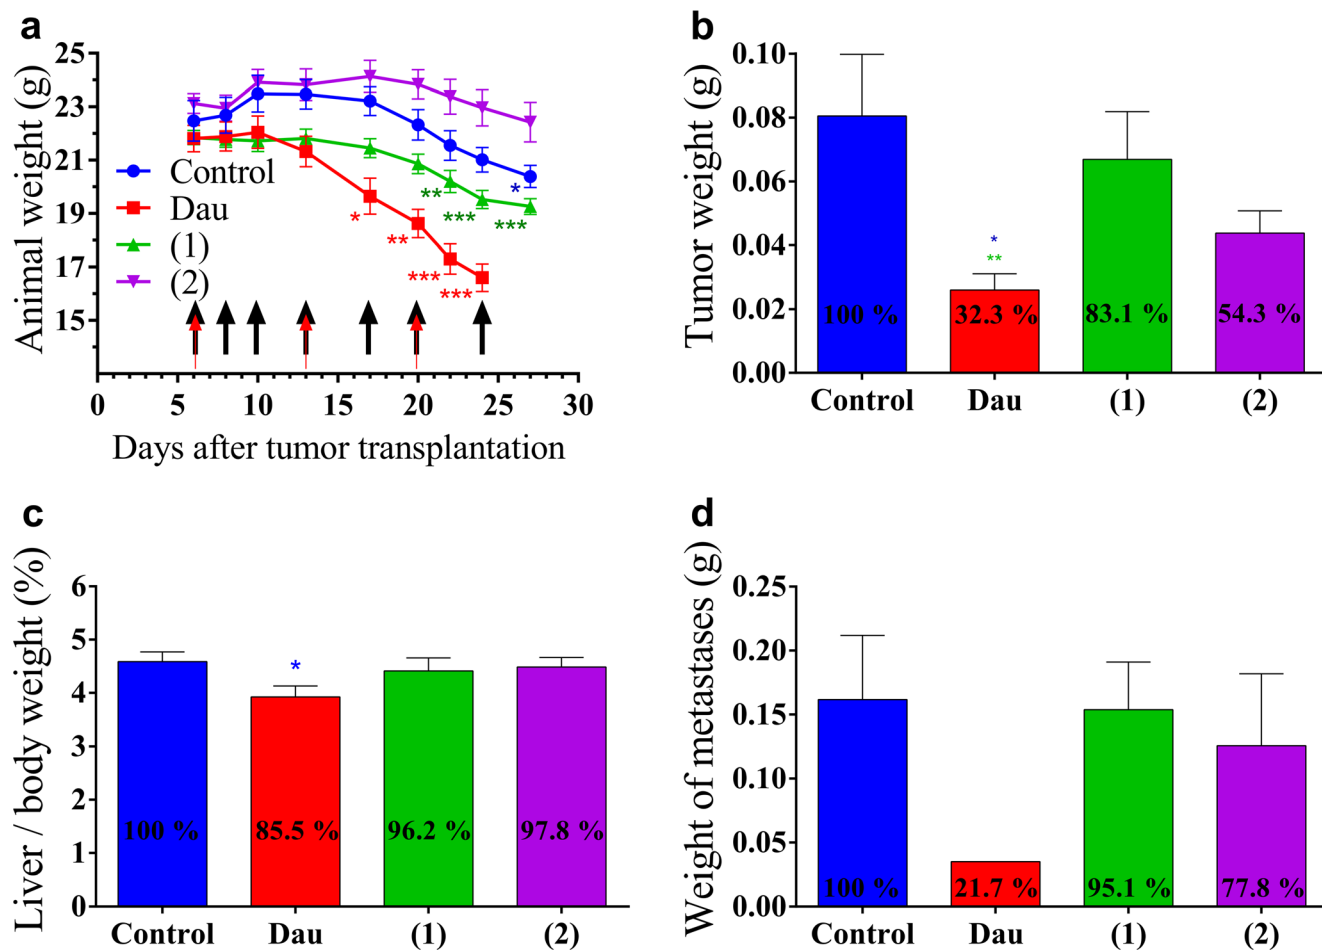 a
Animal weight (g)
25
23
21
19
17
15
Control
Dau
(1)
(2)
*
**
***
***
**
***
***
*
0 5 10 15 20 25 30
Days after tumor transplantation
b
Tumor weight (g)
0.10
0.08
0.06
0.04
0.02
0.00
*
**
100 % 32.3 % 83.1 % 54.3 %
Control Dau (1) (2)
c
Liver / body weight (%)
6
5
4
3
2
1
0
*
100 % 85.5 % 96.2 % 97.8 %
Control Dau (1) (2)
d
Weight of metastases (g)
0.25
0.20
0.15
0.10
0.05
0.00
100 % 21.7 % 95.1 % 77.8 %
Control Dau (1) (2)